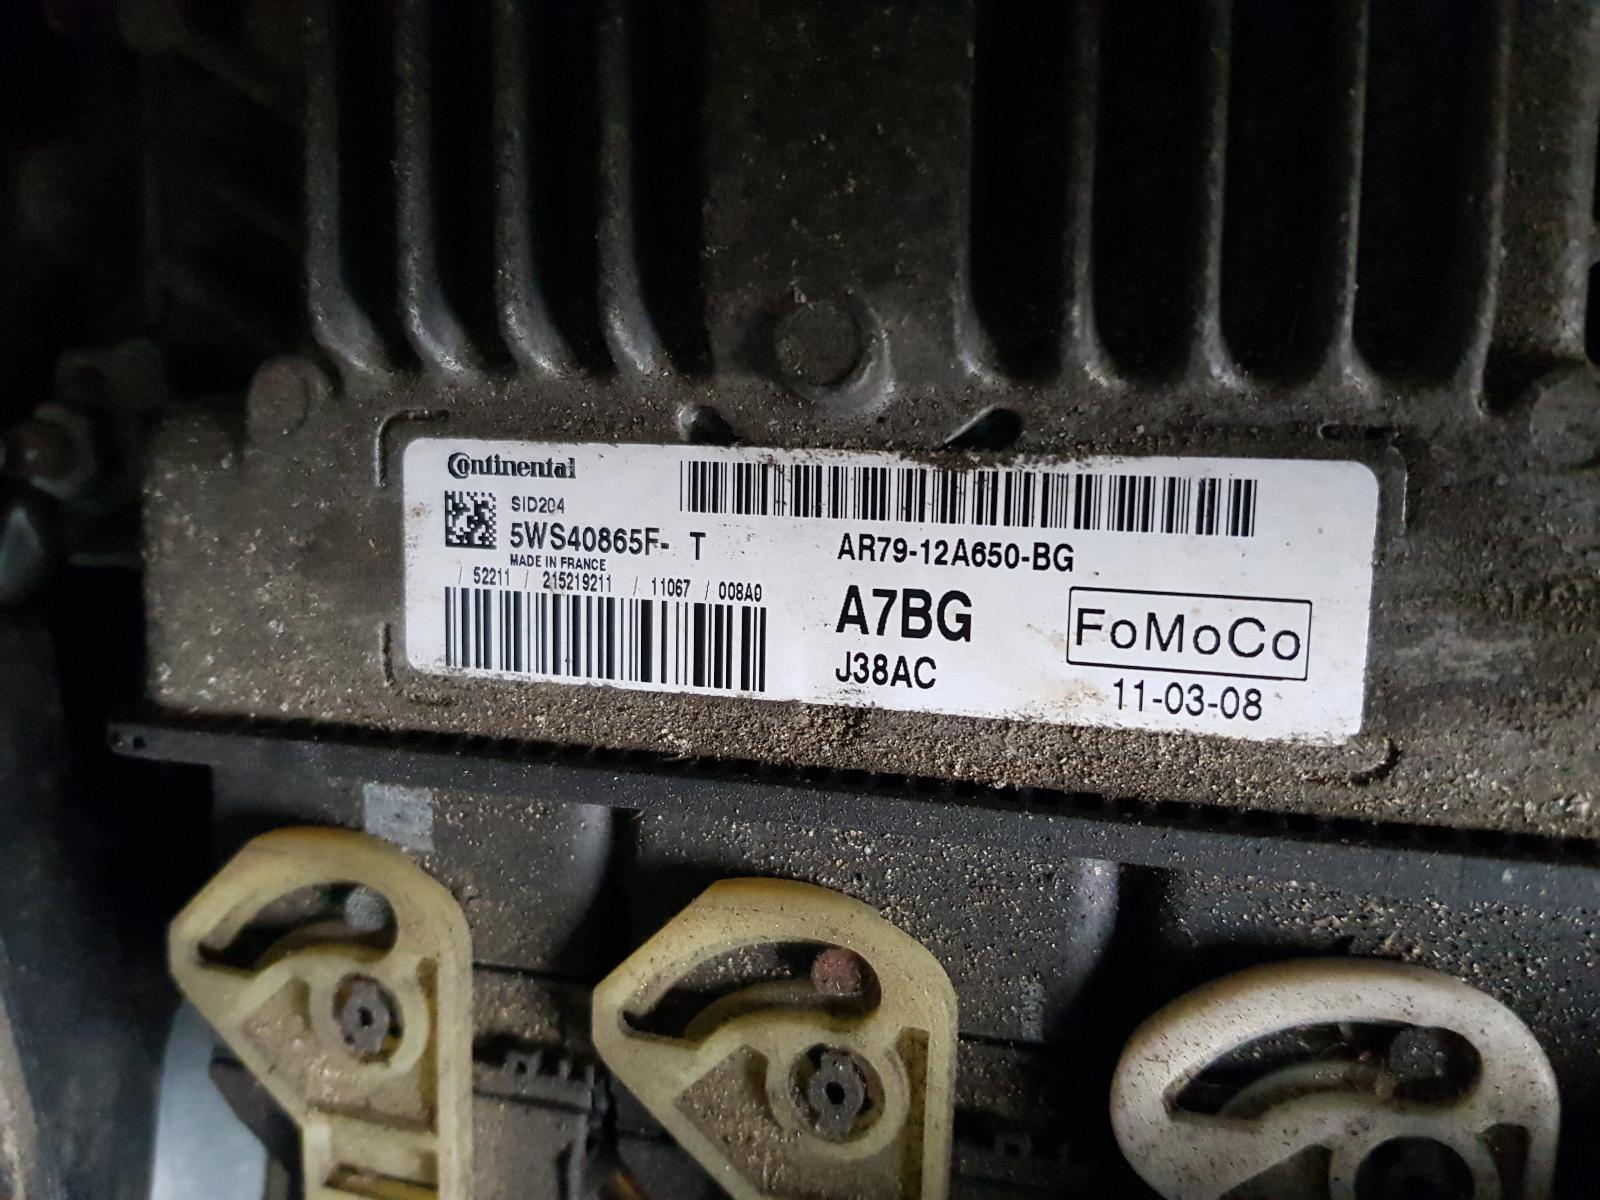 Continental
SID204
5WS40865F- T
MADE IN FRANCE
/ 52211 / 215219211 / 11067 / 008A0
AR79-12A650-BG
A7BG
J38AC
FoMoCo
11-03-08